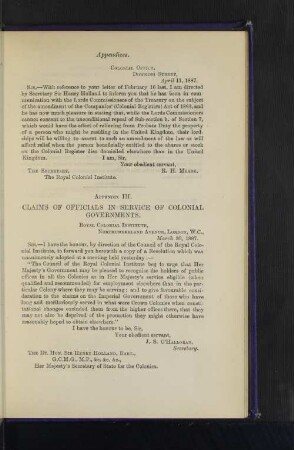 Appendices.
COLONIAL OFFICE,
DOWNING STREET,
April 13, 1887.
SIR,—With reference to your letter of February 16 last, I am directed
by Secretary Sir Henry Holland to inform you that he has been in com-
munication with the Lords Commissioners of the Treasury on the subject
of the amendment of the Companies' (Colonial Registers) Act of 1883, and
he has now much pleasure in stating that, while the Lords Commissioners
cannot consent to the unconditional repeal of Sub-section b. of Section 7,
which would have the effect of relieving from Probate Duty the property
of a person who might be residing in the United Kingdom, their lord-
ships will be willing to assent to such an amendment of the law as will
afford relief when the person beneficially entitled to the shares or stock
on the Colonial Register dies domiciled elsewhere than in the United
Kingdom. I am, Sir,
Your obedient servant,
THE SECRETARY, R. H. MEADE,
The Royal Colonial Institute.
APPENDIX III.
CLAIMS OF OFFICIALS IN SERVICE OF COLONIAL
GOVERNMENTS.
ROYAL COLONIAL INSTITUTE,
NORTHUMBERLAND AVENUE, LONDON, W.C.,
March 1887.
SIR,—I have the honour, by direction of the Council of the Royal Colo-
nial Institute, to forward you herewith a copy of a Resolution which was
unanimously adopted at a meeting held yesterday:—
"The Council of the Royal Colonial Institute begs to urge that Her
Majesty's Government may be pleased to recognise the holders of public
offices in all the Colonies as in Her Majesty's service eligible (when
qualified and recommended) for employment elsewhere than in the par-
ticular Colony where they may be serving; and to give favourable consi-
deration to the claims on the Imperial Government of those who have
long and meritoriously served in what were Crown Colonies when consti-
tutional changes excluded them from the higher offices there, that they
may not also be deprived of the promotion they might otherwise have
reasonably hoped to obtain elsewhere."
I have the honour to be, Sir,
Your obedient servant,
J. S. O'HALLORAN,
Secretary.
THE RT. HON. SIR HENRY HOLLAND, BART.,
G.C.M.G., M.P., &c. &c. &c.,
Her Majesty's Secretary of State for the Colonies.